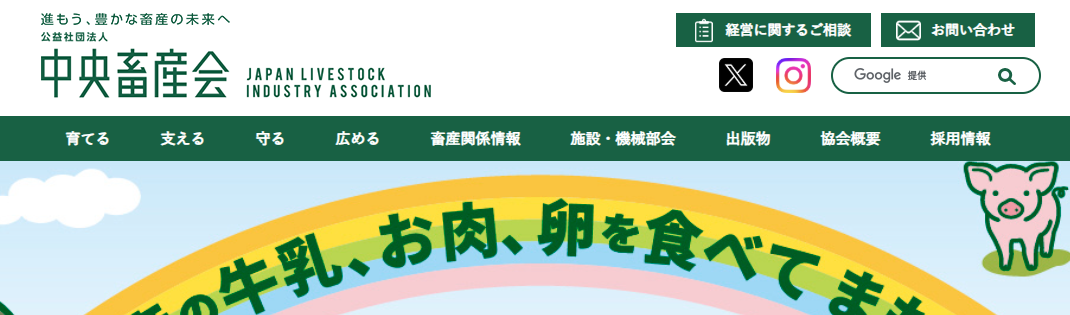 進もう、豊かな畜産の未来へ
公益社団法人
中央畜産会
JAPAN LIVESTOCK
INDUSTRY ASSOCIATION
経営に関するご相談
お問い合わせ
Google 提供
育てる 支える 守る 広める 畜産関係情報 施設・機械部会 出版物 協会概要 採用情報
の牛乳、お肉、卵を食べてま